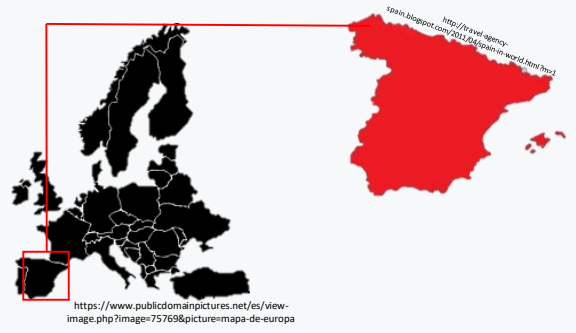 http://travel-agency-
spain.blogspot.com/2011/04/spain-in-world.html?m=1
https://www.publicdomainpictures.net/es/view-
image.php?image=75769&picture=mapa-de-europa